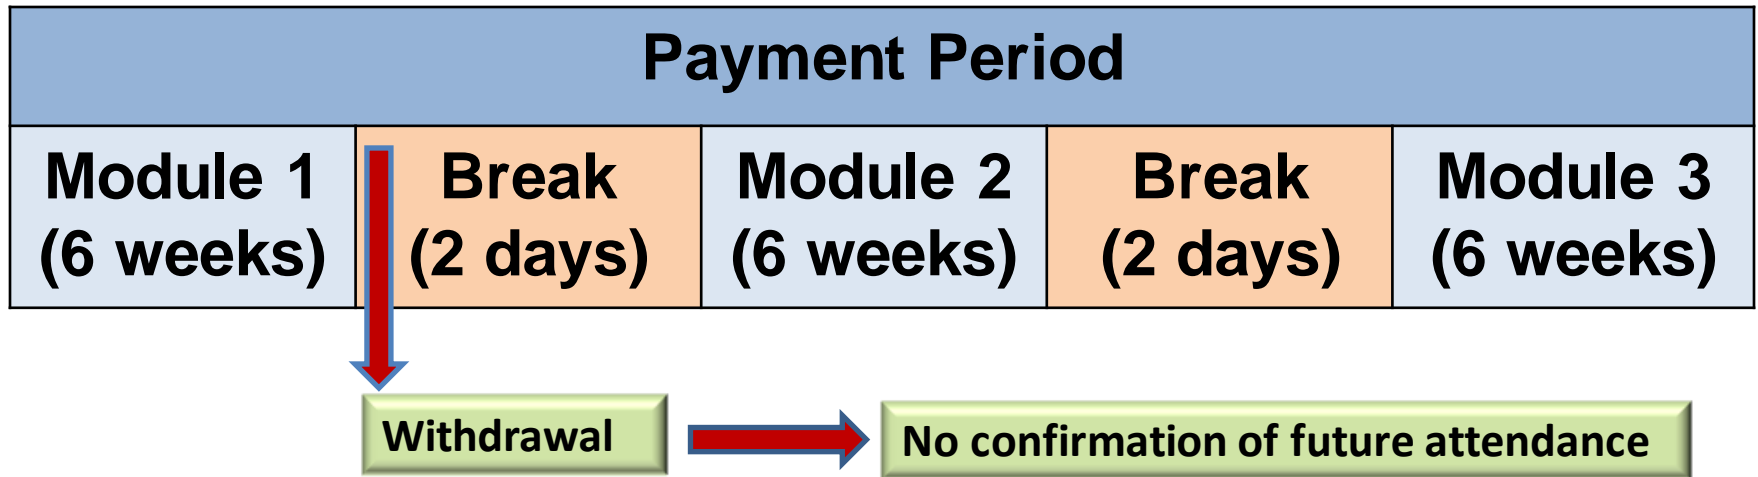 Payment Period
Module 1 Break Module 2 Break Module 3
(6 weeks) (2 days) (6 weeks) (2 days) (6 weeks)
Withdrawal No confirmation of future attendance